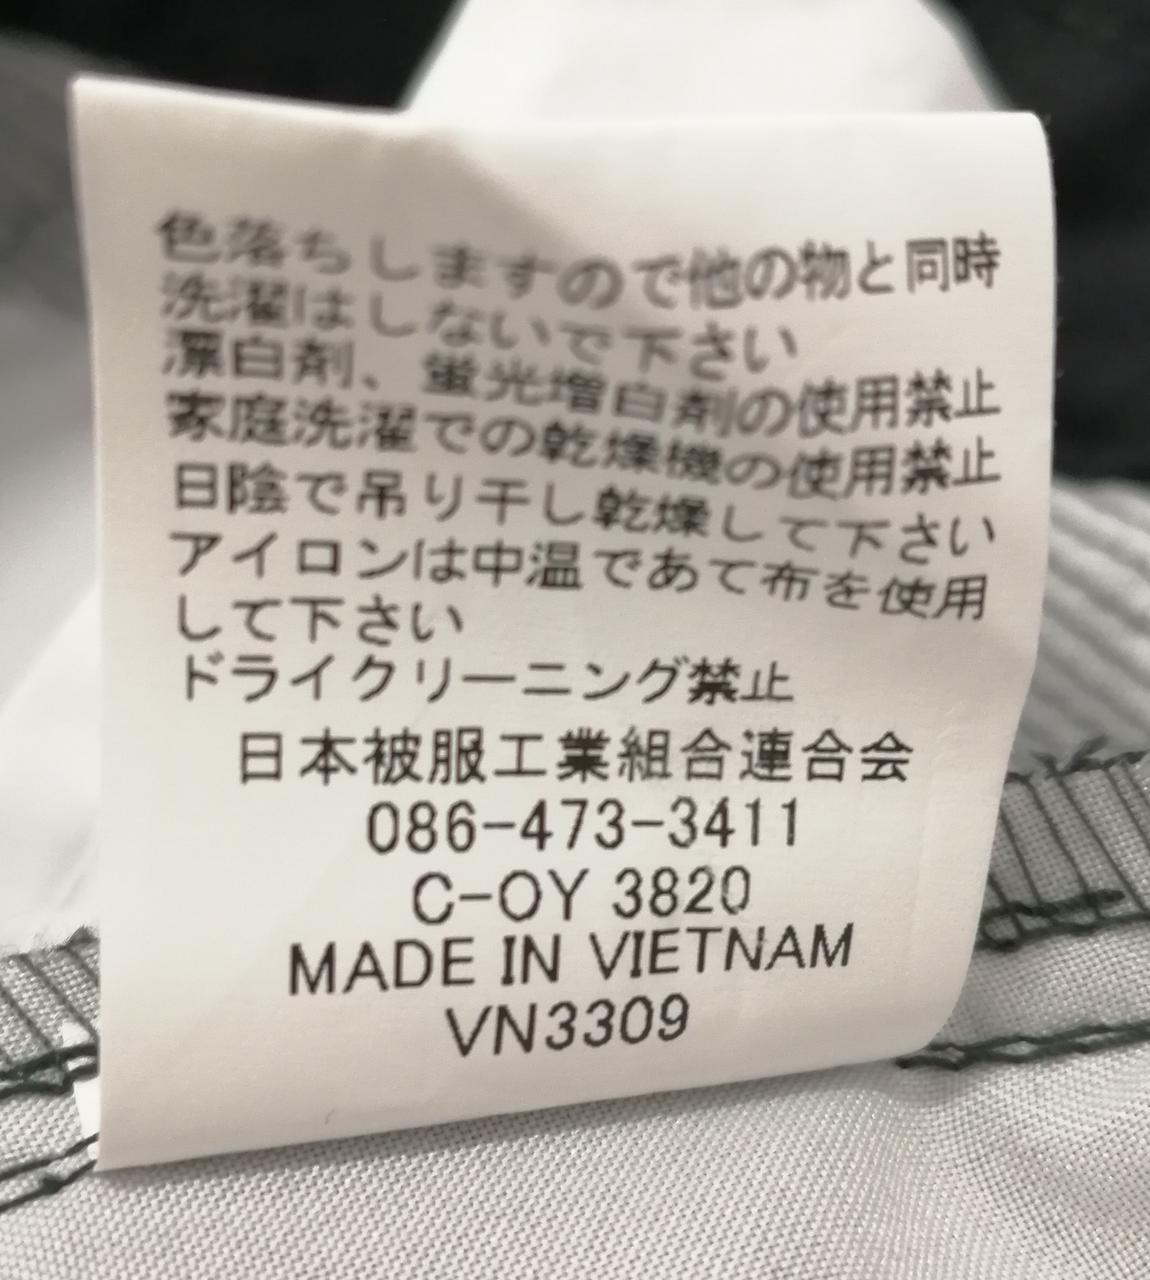 色落ちしますので他の物と同時
洗濯はしないで下さい
漂白剤、蛍光増白剤の使用禁止
家庭洗濯での乾燥機の使用禁止
日陰で吊り干し乾燥して下さい
アイロンは中温であて布を使用
して下さい
ドライクリーニング禁止
日本被服工業組合連合会
086-473-3411
C-OY 3820
MADE IN VIETNAM
VN3309